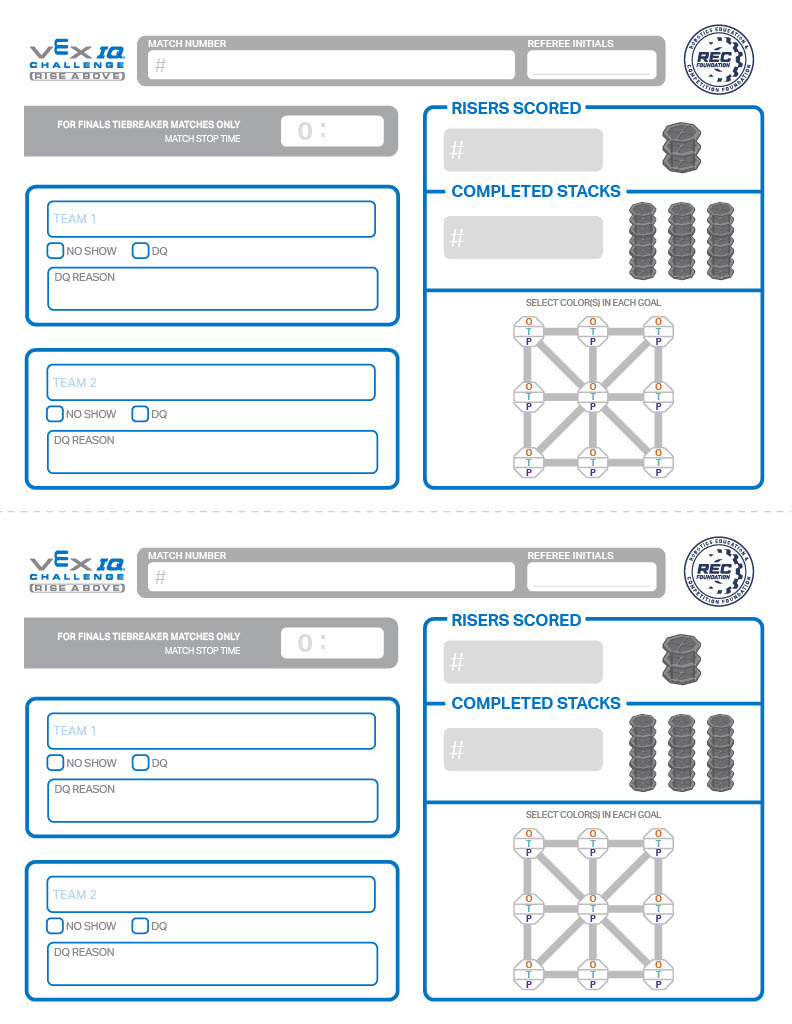 VEX IQ
CHALLENGE
(RISE ABOVE)
MATCH NUMBER
#
REFEREE INITIALS
ROBOTICS EDUCATION &
REC
FOUNDATION
COMPETITION FOUNDATION
FOR FINALS TIEBREAKER MATCHES ONLY
MATCH STOP TIME
0 :
TEAM 1
NO SHOW DQ
DQ REASON
TEAM 2
NO SHOW DQ
DQ REASON
RISERS SCORED
#
COMPLETED STACKS
#
SELECT COLOR(S) IN EACH GOAL
O O O
T T T
P P P
O O O
T T T
P P P
O O O
T T T
P P P
VEX IQ
CHALLENGE
(RISE ABOVE)
MATCH NUMBER
#
REFEREE INITIALS
ROBOTICS EDUCATION &
REC
FOUNDATION
COMPETITION FOUNDATION
FOR FINALS TIEBREAKER MATCHES ONLY
MATCH STOP TIME
0 :
TEAM 1
NO SHOW DQ
DQ REASON
TEAM 2
NO SHOW DQ
DQ REASON
RISERS SCORED
#
COMPLETED STACKS
#
SELECT COLOR(S) IN EACH GOAL
O O O
T T T
P P P
O O O
T T T
P P P
O O O
T T T
P P P